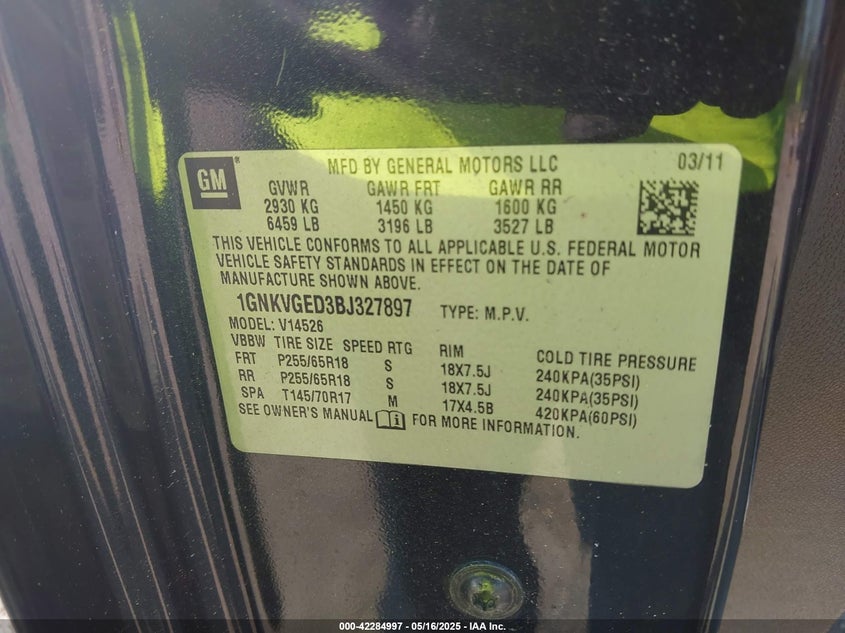 GM
MFD BY GENERAL MOTORS LLC 03/11
GVWR GAWR FRT GAWR RR
2930 KG 1450 KG 1600 KG
6459 LB 3196 LB 3527 LB
THIS VEHICLE CONFORMS TO ALL APPLICABLE U.S. FEDERAL MOTOR
VEHICLE SAFETY STANDARDS IN EFFECT ON THE DATE OF
MANUFACTURE SHOWN ABOVE.
1GNKVGED3BJ327897 TYPE: M.P.V.
MODEL: V14526
VBBW TIRE SIZE SPEED RTG RIM COLD TIRE PRESSURE
FRT P255/65R18 S 18X7.5J 240KPA(35PSI)
RR P255/65R18 S 18X7.5J 240KPA(35PSI)
SPA T145/70R17 M 17X4.5B 420KPA(60PSI)
SEE OWNER'S MANUAL FOR MORE INFORMATION.
000-42284997 - 05/16/2025 - IAA Inc.